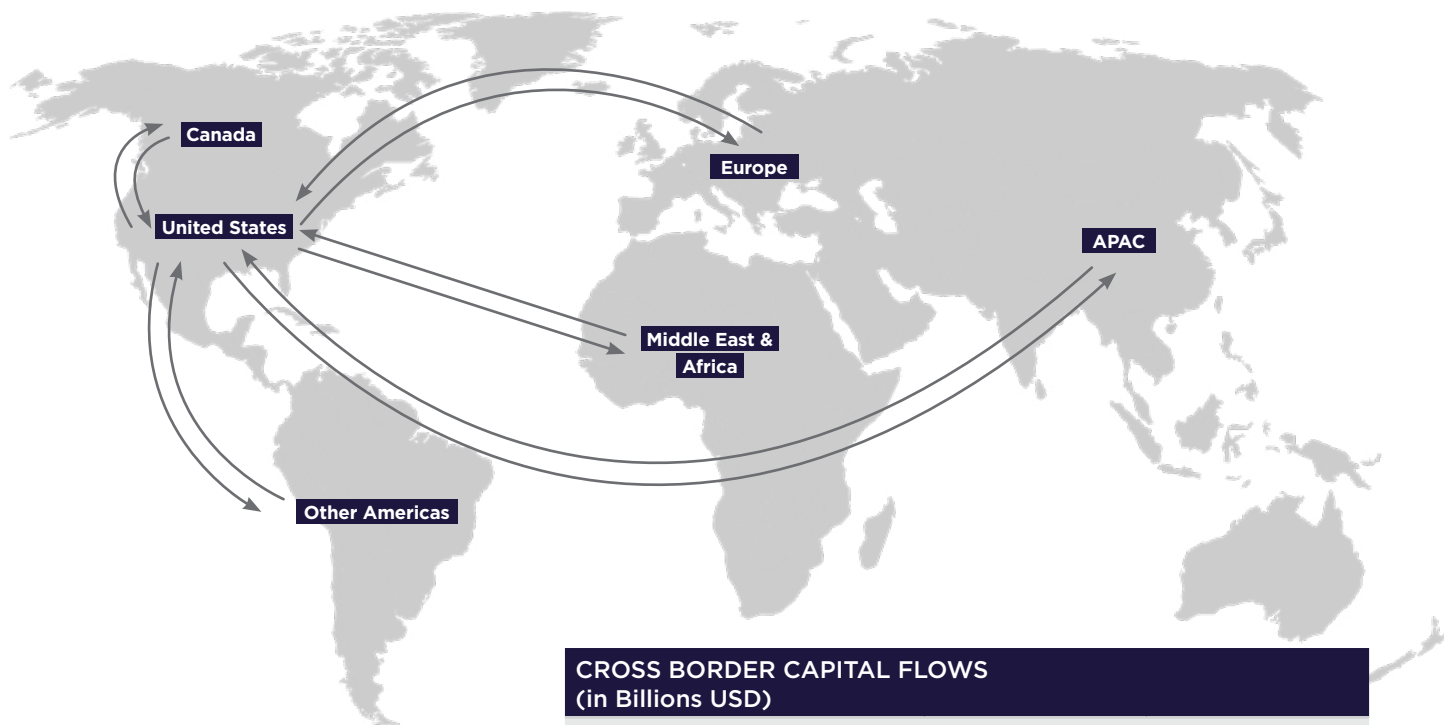 Canada
Europe
United States
APAC
Middle East &
Africa
Other Americas
CROSS BORDER CAPITAL FLOWS
(in Billions USD)